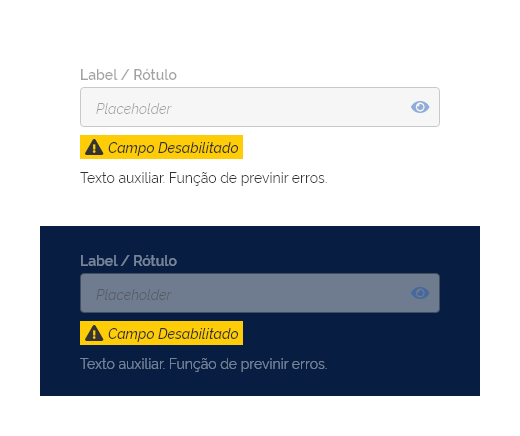 Label / Rótulo
Placeholder
Campo Desabilitado
Texto auxiliar. Função de previnir erros.
Label / Rótulo
Placeholder
Campo Desabilitado
Texto auxiliar. Função de previnir erros.